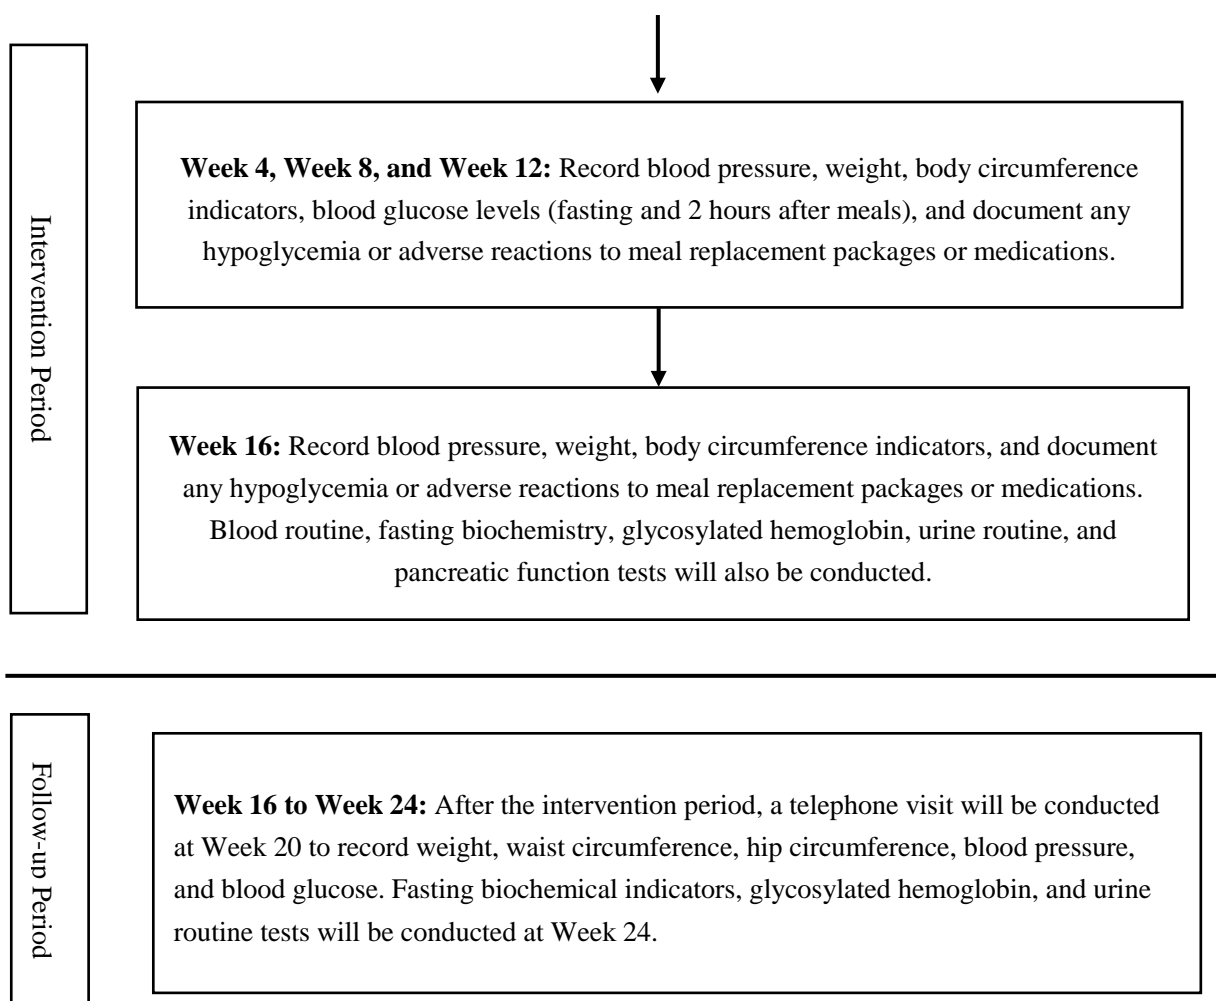 Intervention Period
Week 4, Week 8, and Week 12: Record blood pressure, weight, body circumference
indicators, blood glucose levels (fasting and 2 hours after meals), and document any
hypoglycemia or adverse reactions to meal replacement packages or medications.
Week 16: Record blood pressure, weight, body circumference indicators, and document
any hypoglycemia or adverse reactions to meal replacement packages or medications.
Blood routine, fasting biochemistry, glycosylated hemoglobin, urine routine, and
pancreatic function tests will also be conducted.
Follow-up Period
Week 16 to Week 24: After the intervention period, a telephone visit will be conducted
at Week 20 to record weight, waist circumference, hip circumference, blood pressure,
and blood glucose. Fasting biochemical indicators, glycosylated hemoglobin, and urine
routine tests will be conducted at Week 24.